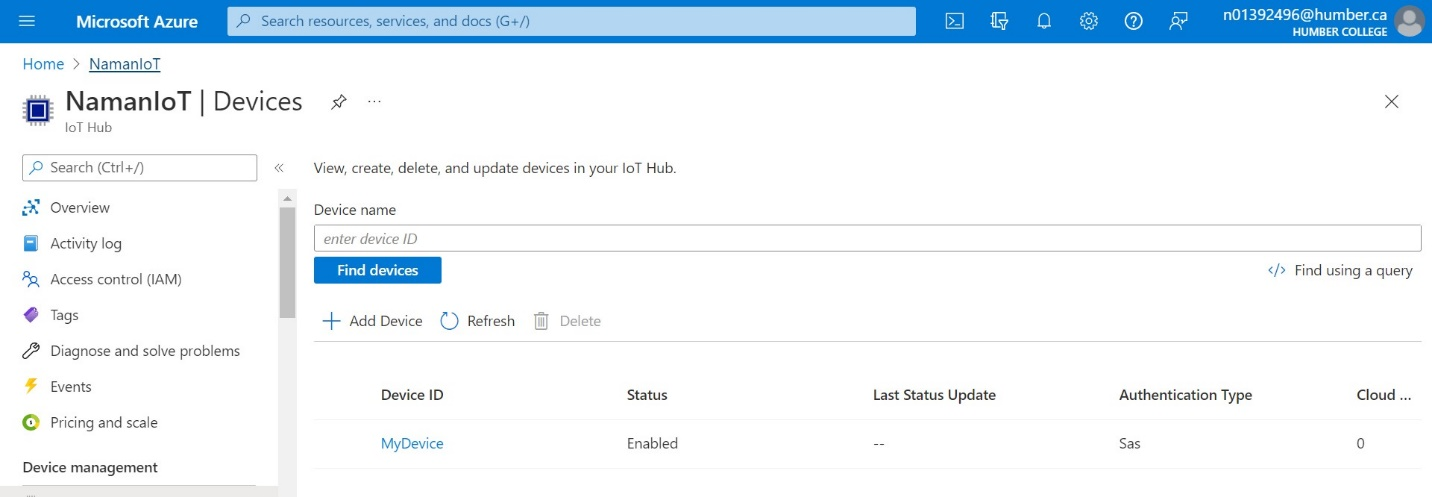 Microsoft Azure
Search resources, services, and docs (G+/)
n01392496@humber.ca
HUMBER COLLEGE
Home > NamanIoT
NamanIoT | Devices
IoT Hub
Search (Ctrl+/)
Overview
Activity log
Access control (IAM)
Tags
Diagnose and solve problems
Events
Pricing and scale
Device management
View, create, delete, and update devices in your IoT Hub.
Device name
enter device ID
Find devices
Find using a query
Add Device Refresh Delete
Device ID Status Last Status Update Authentication Type Cloud ...
MyDevice Enabled -- Sas 0